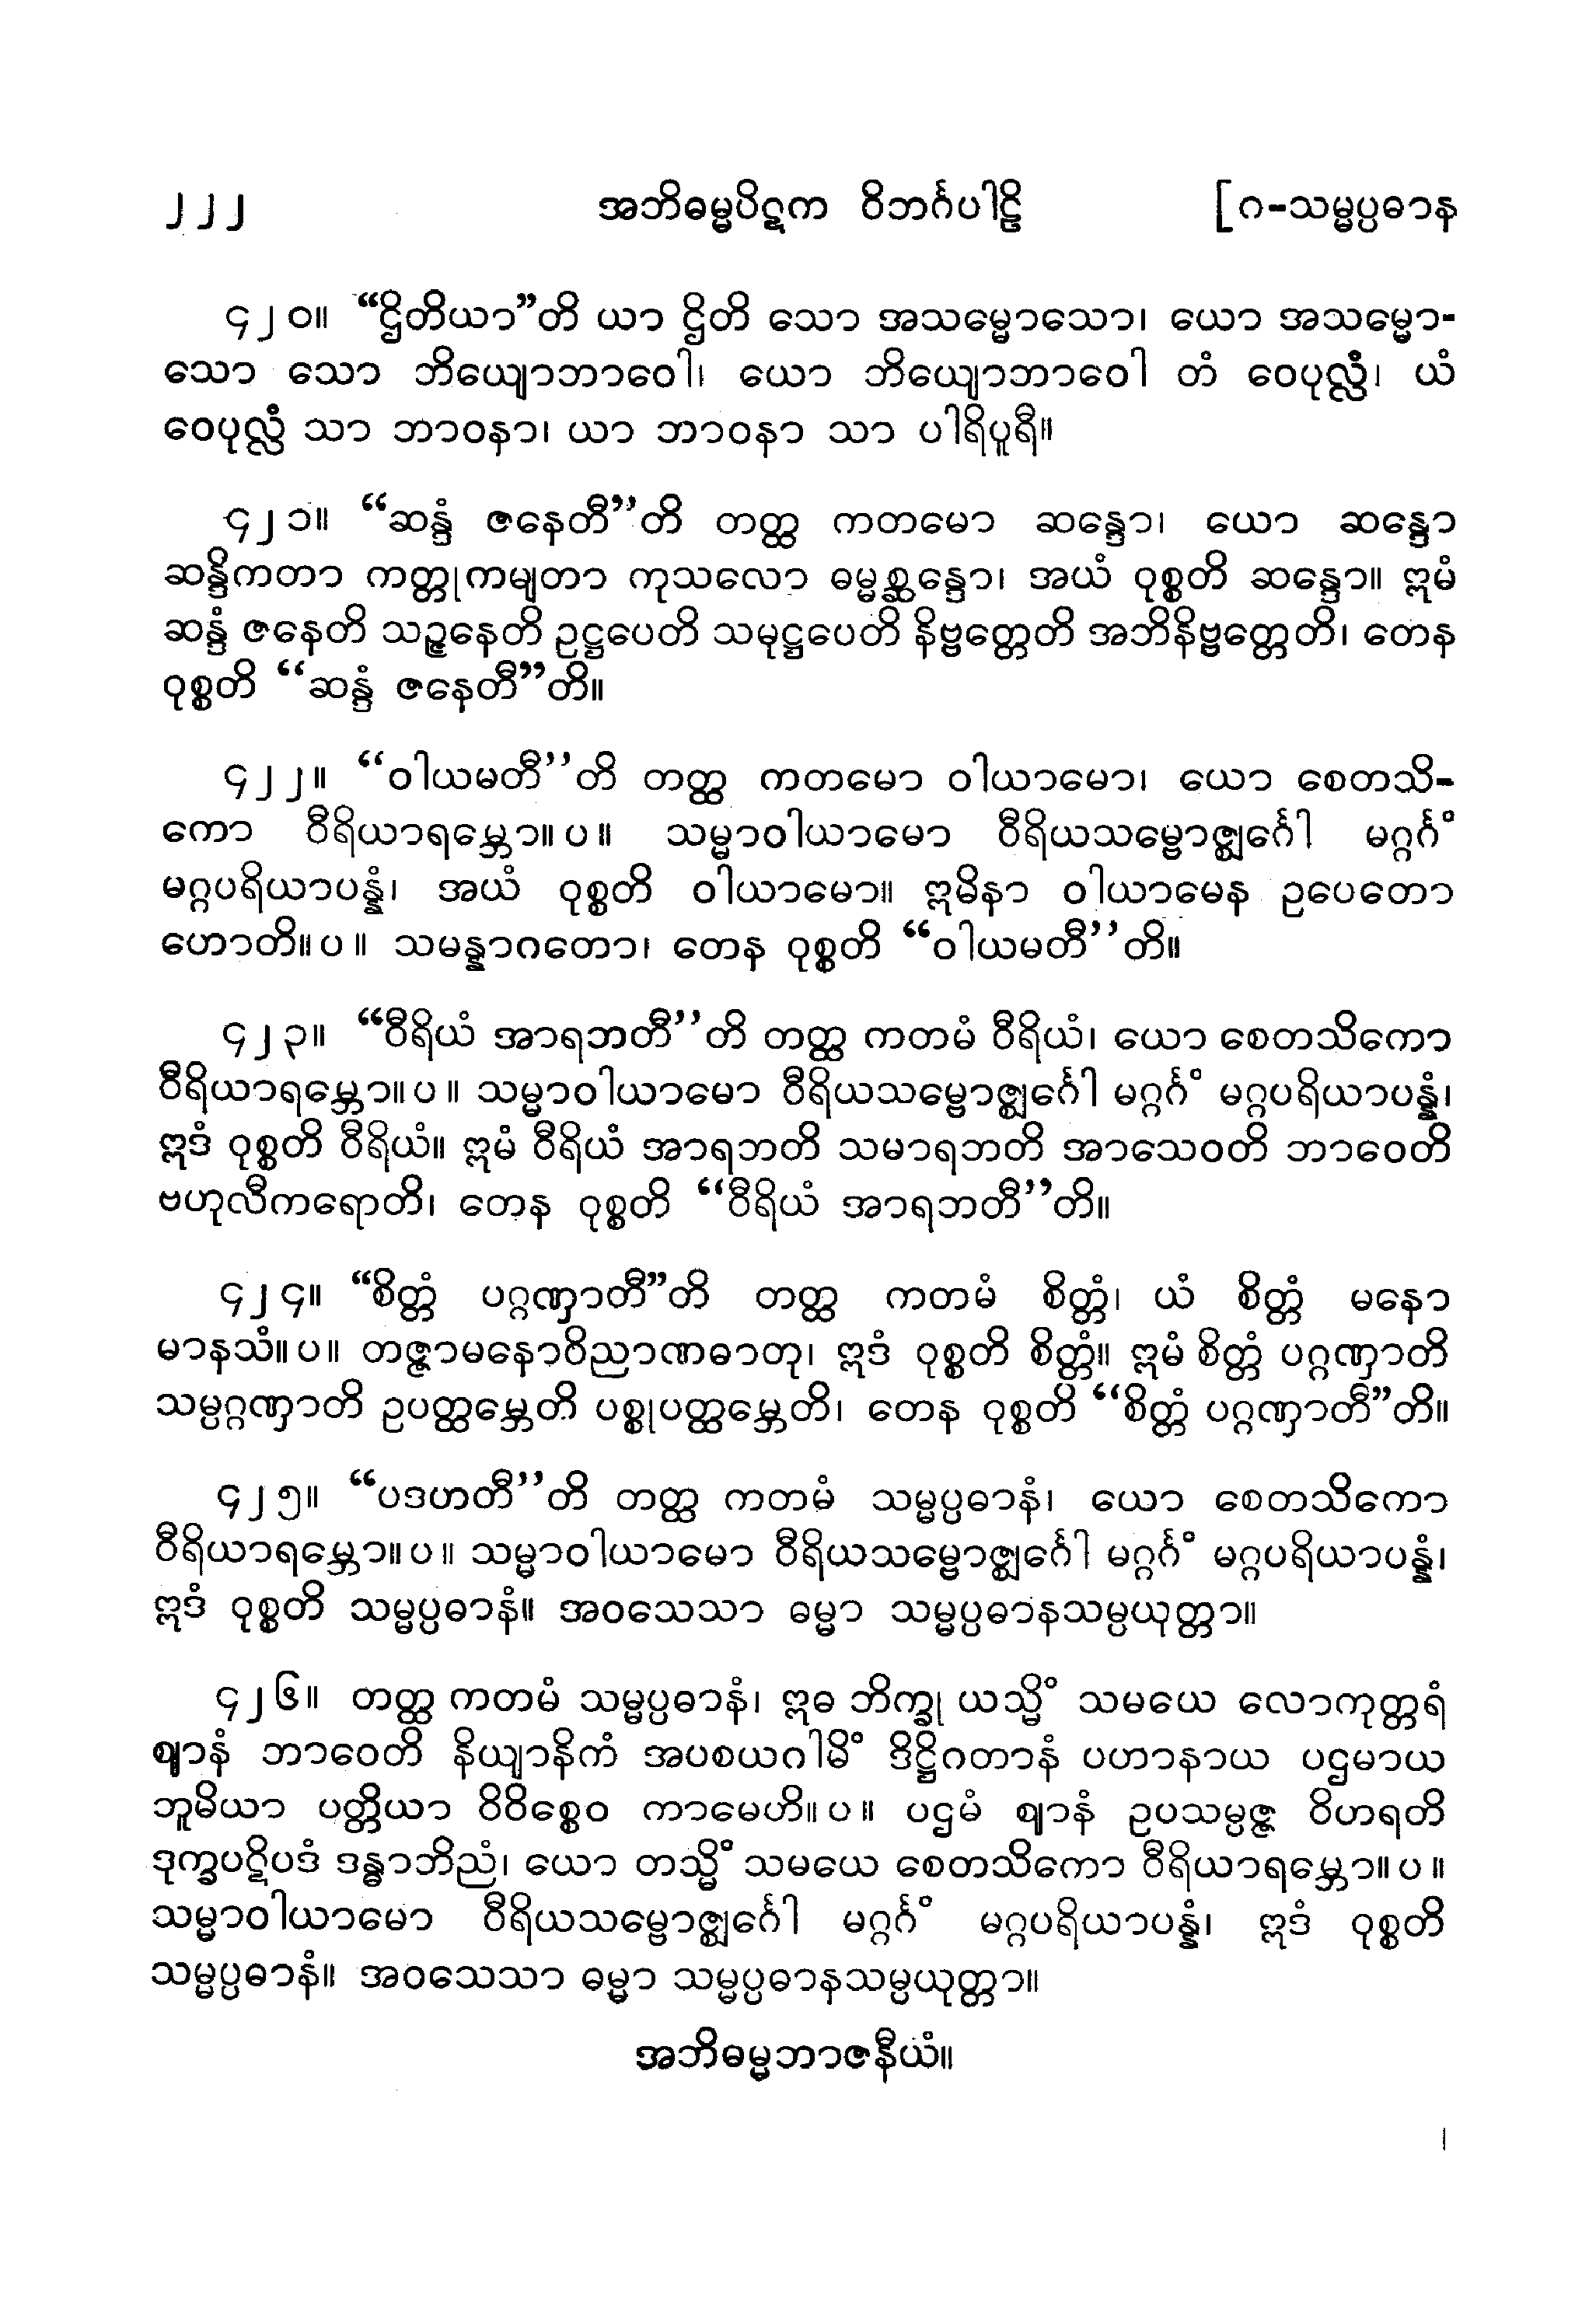 ၂၂၂ အဘိဓမ္မပိဋက ဝိဘင်္ဂပါဠိ [ဂ-သမ္မပ္ပဓာန
၄၂၀။ “ဌိတိယာ”တိ ယာ ဌိတိ သော အသမ္မောသော၊ ယော အသမ္မော-
သော သော ဘိယျောဘာဝေါ၊ ယော ဘိယျောဘာဝေါ တံ ဝေပုလ္လံ၊ ယံ
ဝေပုလ္လံ သာ ဘာဝနာ၊ ယာ ဘာဝနာ သာ ပါရိပူရီ။
၄၂၁။ “ဆန္ဒံ ဇနေတီ”တိ တတ္ထ ကတမော ဆန္ဒော၊ ယော ဆန္ဒော
ဆန္ဒိကတာ ကတ္တုကမျတာ ကုသလော ဓမ္မစ္ဆန္ဒော၊ အယံ ဝုစ္စတိ ဆန္ဒော။ ဣမံ
ဆန္ဒံ ဇနေတိ သဉ္ဇနေတိ ဥဋ္ဌပေတိ သမုဋ္ဌပေတိ နိဗ္ဗတ္တေတိ အဘိနိဗ္ဗတ္တေတိ၊ တေန
ဝုစ္စတိ “ဆန္ဒံ ဇနေတီ”တိ။
၄၂၂။ “ဝါယမတီ”တိ တတ္ထ ကတမော ဝါယာမော၊ ယော စေတသိ-
ကော ဝီရိယာရမ္ဘော။ပ။ သမ္မာဝါယာမော ဝီရိယသမ္ဗောဇ္ဈင်္ဂေါ မဂ္ဂင်္ဂံ
မဂ္ဂပရိယာပန္နံ၊ အယံ ဝုစ္စတိ ဝါယာမော။ ဣမိနာ ဝါယာမေန ဥပေတော
ဟောတိ။ပ။ သမန္နာဂတော၊ တေန ဝုစ္စတိ “ဝါယမတီ”တိ။
၄၂၃။ “ဝီရိယံ အာရဘတီ”တိ တတ္ထ ကတမံ ဝီရိယံ၊ ယော စေတသိကော
ဝီရိယာရမ္ဘော။ပ။ သမ္မာဝါယာမော ဝီရိယသမ္ဗောဇ္ဈင်္ဂေါ မဂ္ဂင်္ဂံ မဂ္ဂပရိယာပန္နံ၊
ဣဒံ ဝုစ္စတိ ဝီရိယံ။ ဣမံ ဝီရိယံ အာရဘတိ သမာရဘတိ အာသေဝတိ ဘာဝေတိ
ဗဟုလီကရောတိ၊ တေန ဝုစ္စတိ “ဝီရိယံ အာရဘတီ”တိ။
၄၂၄။ “စိတ္တံ ပဂ္ဂဏှာတီ”တိ တတ္ထ ကတမံ စိတ္တံ၊ ယံ စိတ္တံ မနော
မာနသံ။ပ။ တဇ္ဇာမနောဝိညာဏဓာတု၊ ဣဒံ ဝုစ္စတိ စိတ္တံ။ ဣမံ စိတ္တံ ပဂ္ဂဏှာတိ
သမ္ပဂ္ဂဏှာတိ ဥပတ္ထမ္ဘေတိ ပစ္စုပတ္ထမ္ဘေတိ၊ တေန ဝုစ္စတိ “စိတ္တံ ပဂ္ဂဏှာတီ”တိ။
၄၂၅။ “ပဒဟတီ”တိ တတ္ထ ကတမံ သမ္မပ္ပဓာနံ၊ ယော စေတသိကော
ဝီရိယာရမ္ဘော။ပ။ သမ္မာဝါယာမော ဝီရိယသမ္ဗောဇ္ဈင်္ဂေါ မဂ္ဂင်္ဂံ မဂ္ဂပရိယာပန္နံ၊
ဣဒံ ဝုစ္စတိ သမ္မပ္ပဓာနံ။ အဝသေသာ ဓမ္မာ သမ္မပ္ပဓာနသမ္ပယုတ္တာ။
၄၂၆။ တတ္ထ ကတမံ သမ္မပ္ပဓာနံ၊ ဣဓ ဘိက္ခု ယသ္မိံ သမယေ လောကုတ္တရံ
ဈာနံ ဘာဝေတိ နိယျာနိကံ အပစယဂါမိံ ဒိဋ္ဌိဂတာနံ ပဟာနာယ ပဌမာယ
ဘူမိယာ ပတ္တိယာ ဝိဝိစ္စေဝ ကာမေဟိ။ပ။ ပဌမံ ဈာနံ ဥပသမ္ပဇ္ဇ ဝိဟရတိ
ဒုက္ခပဋိပဒံ ဒန္ဓာဘိညံ၊ ယော တသ္မိံ သမယေ စေတသိကော ဝီရိယာရမ္ဘော။ပ။
သမ္မာဝါယာမော ဝီရိယသမ္ဗောဇ္ဈင်္ဂေါ မဂ္ဂင်္ဂံ မဂ္ဂပရိယာပန္နံ၊ ဣဒံ ဝုစ္စတိ
သမ္မပ္ပဓာနံ။ အဝသေသာ ဓမ္မာ သမ္မပ္ပဓာနသမ္ပယုတ္တာ။
အဘိဓမ္မဘာဇနီယံ။